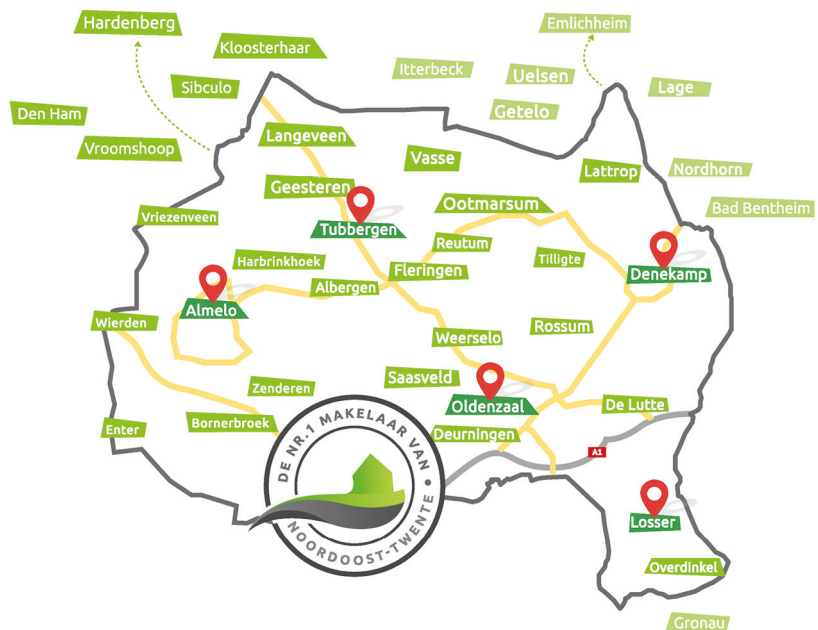 Hardenberg
Emlichheim
Kloosterhaar
Itterbeck
Uelsen
Sibculo
Lage
Den Ham
Getelo
Langeveen
Vroomshoop
Vasse
Lattrop
Nordhorn
Geesteren
Ootmarsum
Bad Bentheim
Vriezenveen
Tubbergen
Reutum
Harbrinkhoek
Tilligte
Fleringen
Denekamp
Albergen
Almelo
Wierden
Rossum
Weerselo
Saasveld
Zenderen
Oldenzaal
De Lutte
Bornerbroek
Enter
Deurningen
A1
DE NR.1 MAKELAAR VAN
NOORDOOST-TWENTE
Losser
Overdinkel
Gronau